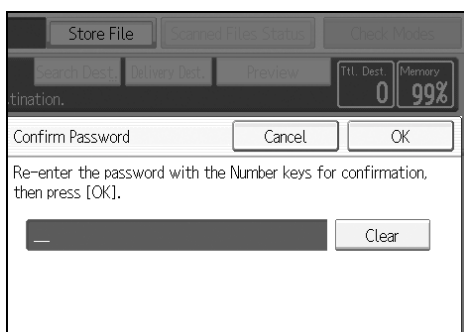 Store File Scanned Files Status Check Modes
Search Dest. Delivery Dest. Preview Ttl. Dest. Memory
tination. 0 99%
Confirm Password Cancel OK
Re-enter the password with the Number keys for confirmation,
then press [OK].
Clear